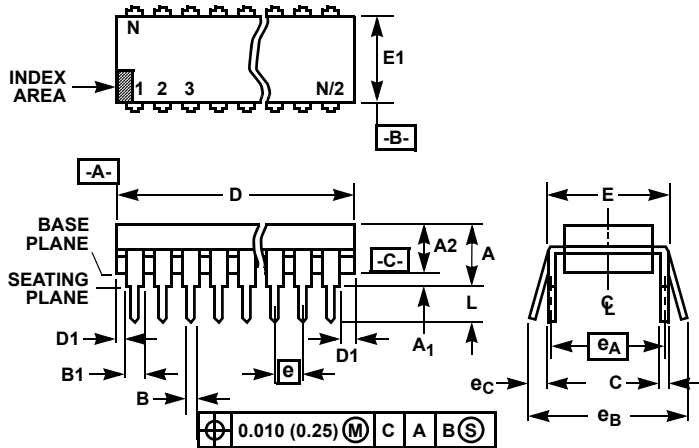 N
E1
INDEX
AREA
1 2 3 N/2
-B-
-A-
D
E
BASE
PLANE
A2
A
-C-
SEATING
PLANE
L
℄
D1
A1
D1
B1
e
eA
B
eC
C
eB
⌖ 0.010 (0.25) Ⓜ C A B Ⓢ